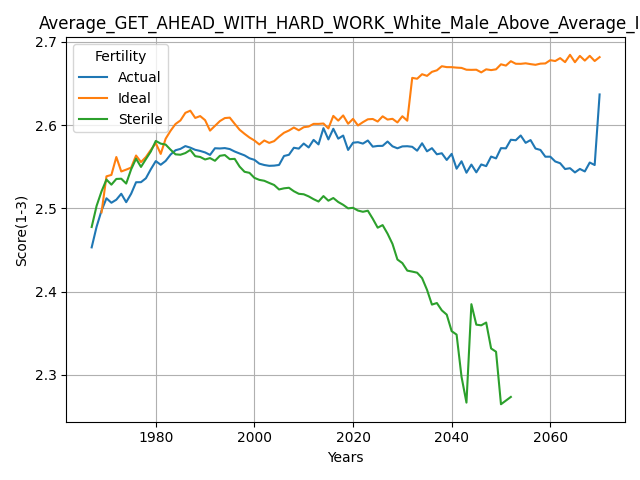 Average_GET_AHEAD_WITH_HARD_WORK_White_Male_Above_Average_
Fertility
Actual
Ideal
Sterile
Score(1-3)
2.7
2.6
2.5
2.4
2.3
1980 2000 2020 2040 2060
Years